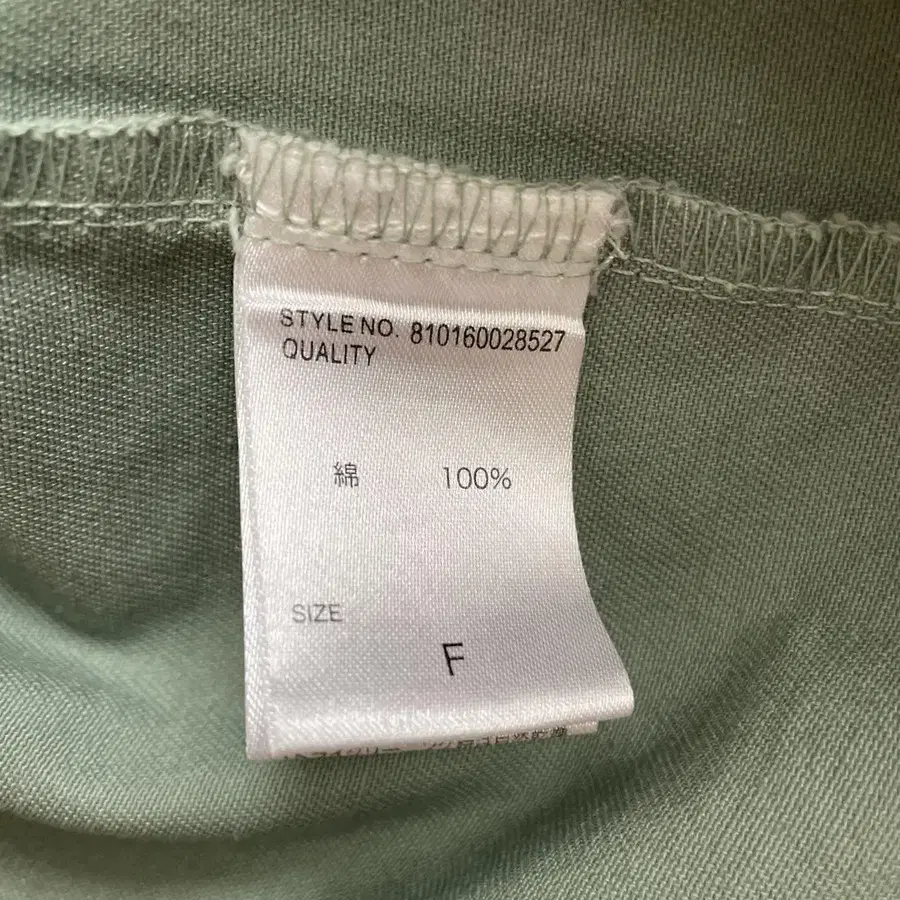 STYLE NO. 810160028527
QUALITY
綿 100%
SIZE
F